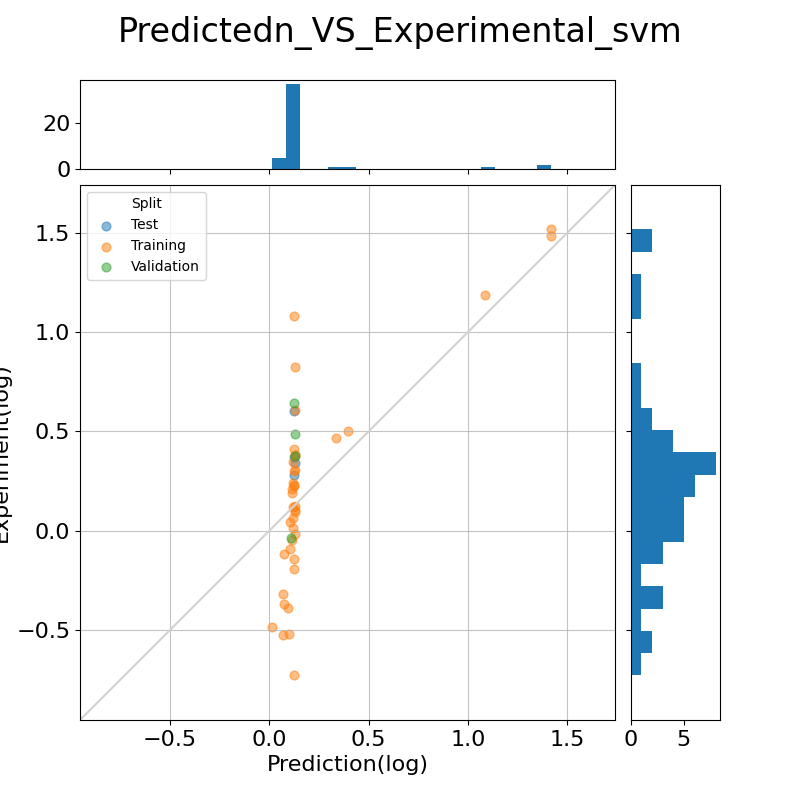 Predictedn_VS_Experimental_svm
20
0
Split
Test
Training
Validation
1.5
1.0
0.5
0.0
−0.5
Experiment(log)
−0.5 0.0 0.5 1.0 1.5
0 5
Prediction(log)